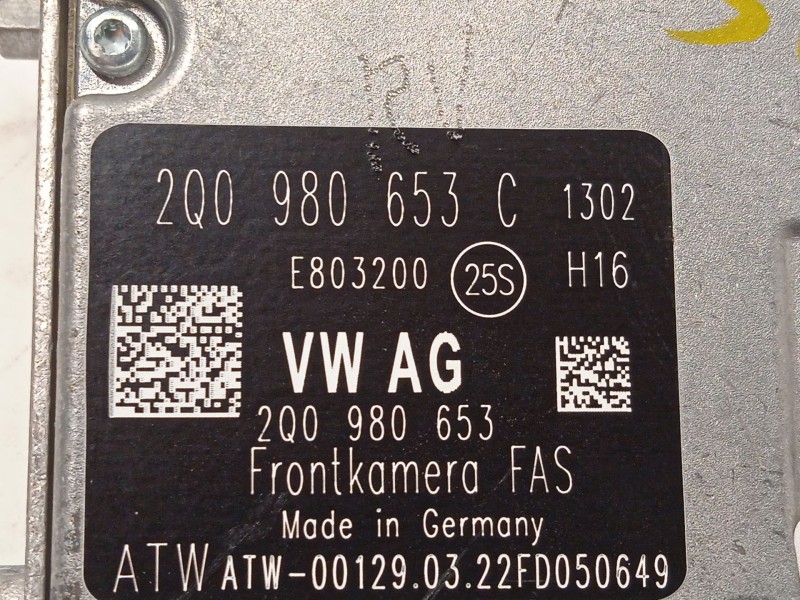 2Q0 980 653 C 1302
E803200 25S H16
VW AG
2Q0 980 653
Frontkamera FAS
Made in Germany
ATW ATW-00129.03.22FD050649